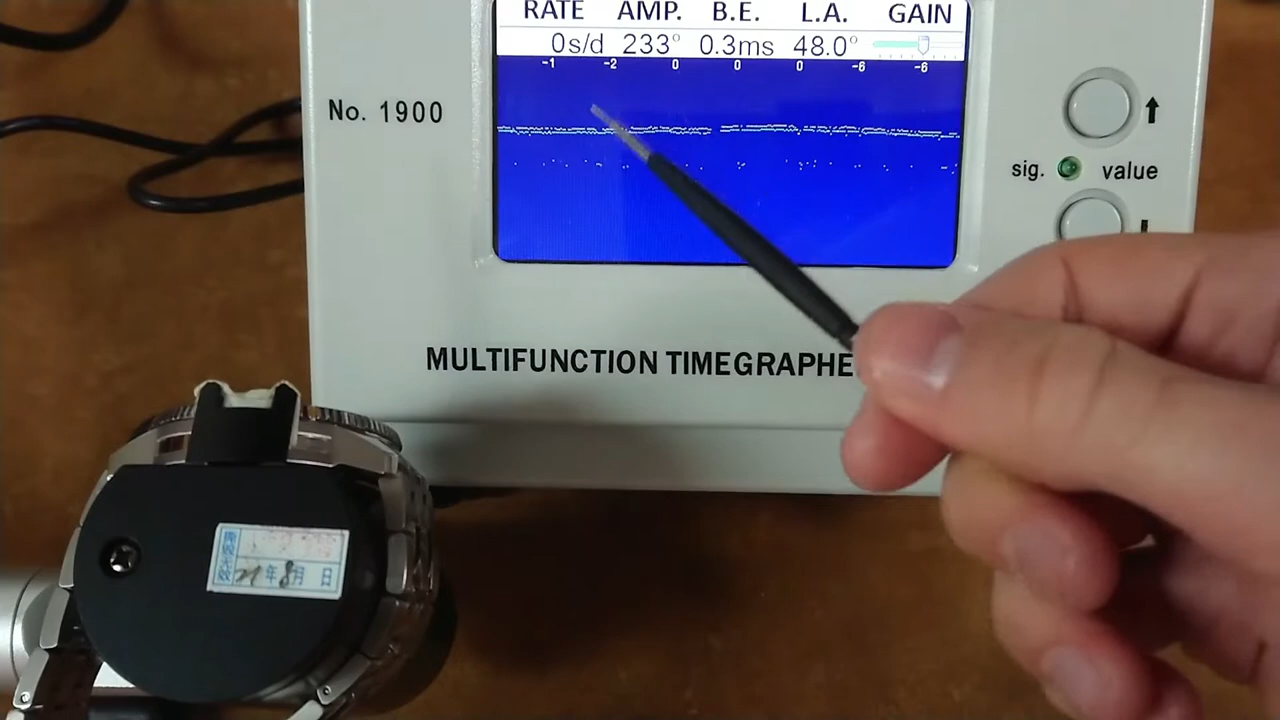 RATE AMP. B.E. L.A. GAIN
0s/d 233° 0.3ms 48.0°
-1 -2 0 0 0 -6 -6
No. 1900
sig. value
MULTIFUNCTION TIMEGRAPHE
年8月 日